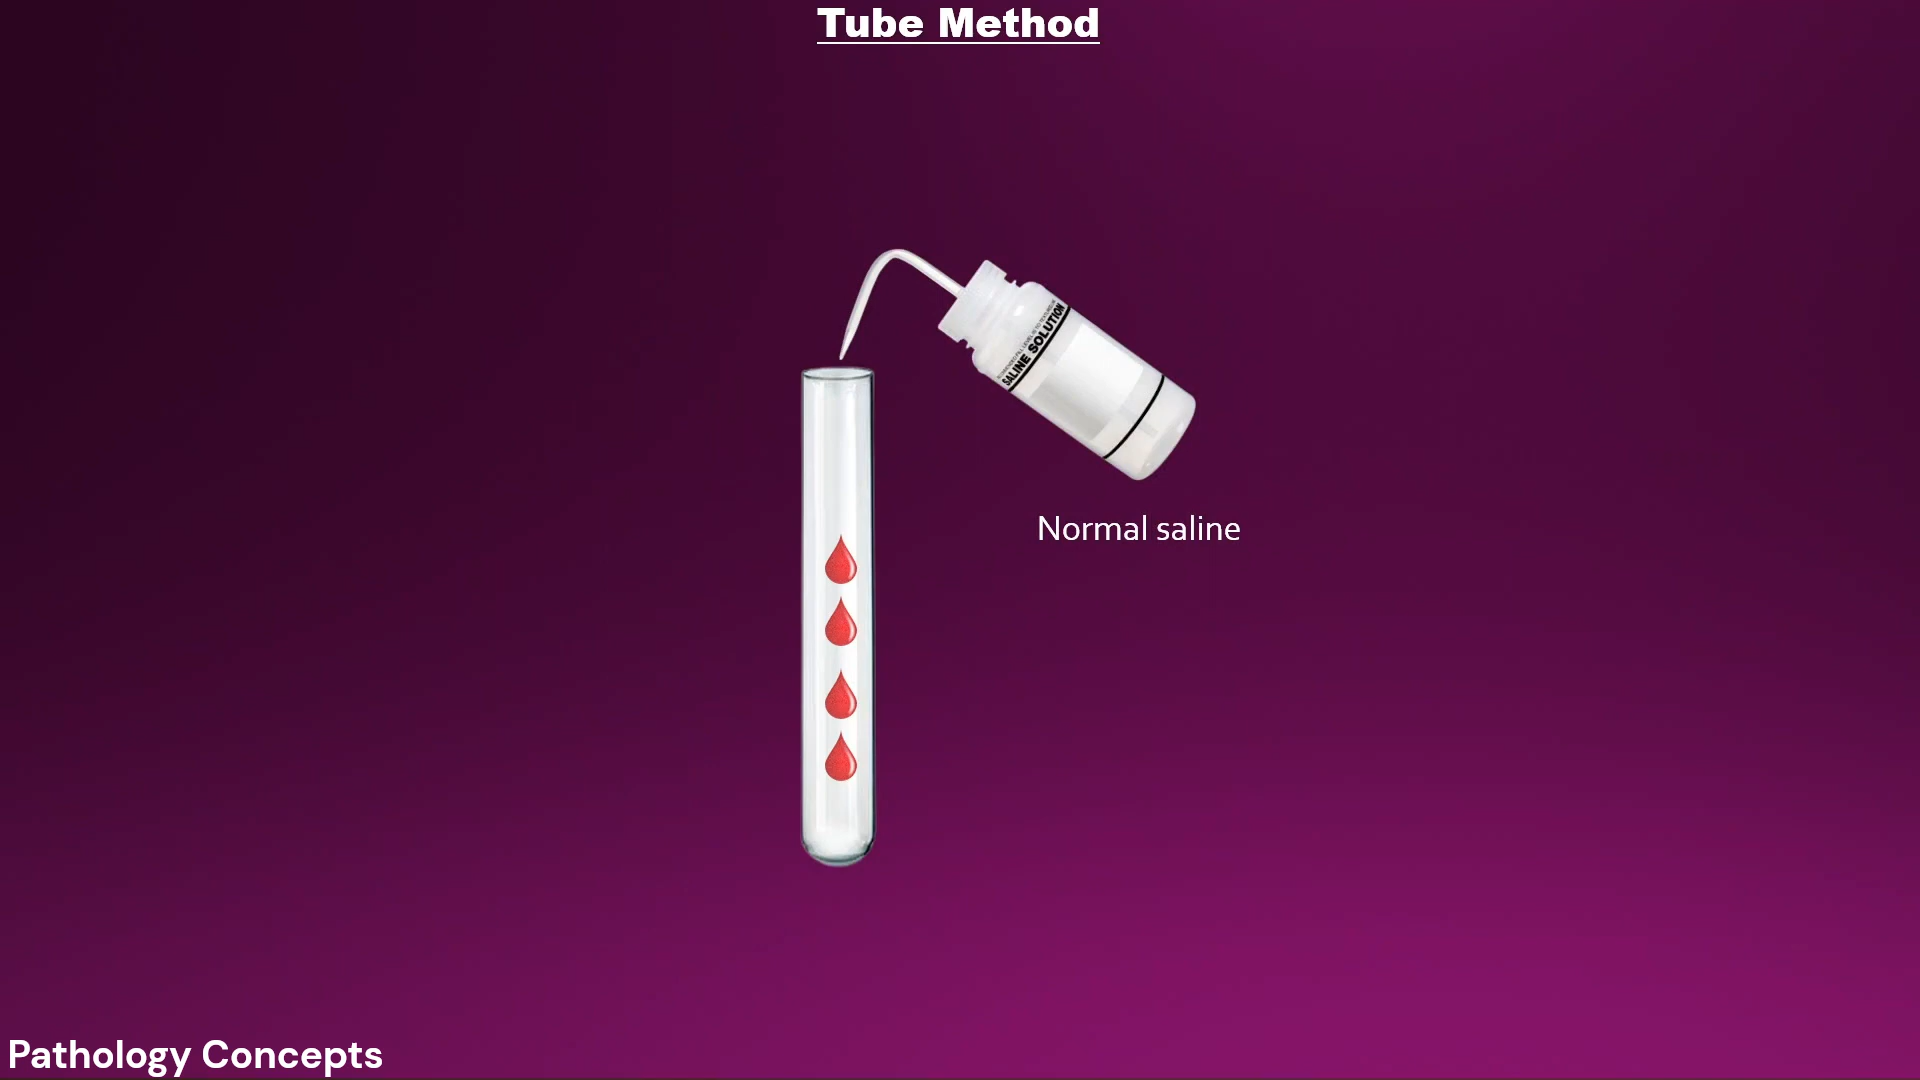 Tube Method
SALINE SOLUTION
Normal saline
Pathology Concepts